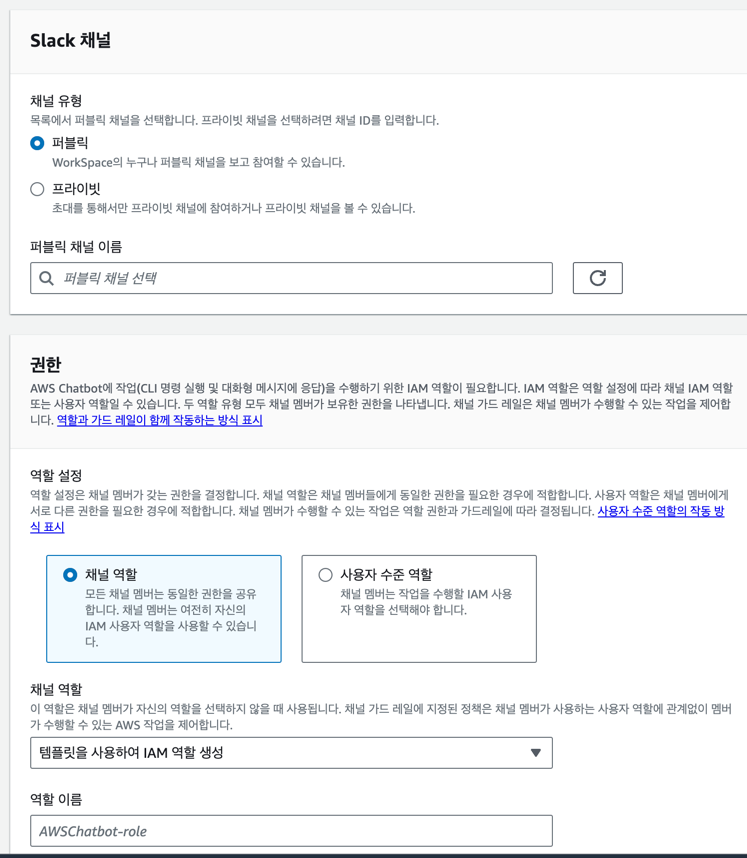 Slack 채널
채널 유형
목록에서 퍼블릭 채널을 선택합니다. 프라이빗 채널을 선택하려면 채널 ID를 입력합니다.
퍼블릭
WorkSpace의 누구나 퍼블릭 채널을 보고 참여할 수 있습니다.
프라이빗
초대를 통해서만 프라이빗 채널에 참여하거나 프라이빗 채널을 볼 수 있습니다.
퍼블릭 채널 이름
퍼블릭 채널 선택
권한
AWS Chatbot에 작업(CLI 명령 실행 및 대화형 메시지에 응답)을 수행하기 위한 IAM 역할이 필요합니다. IAM 역할은 역할 설정에 따라 채널 IAM 역할
또는 사용자 역할일 수 있습니다. 두 역할 유형 모두 채널 멤버가 보유한 권한을 나타냅니다. 채널 가드 레일은 채널 멤버가 수행할 수 있는 작업을 제어합
니다. 역할과 가드 레일이 함께 작동하는 방식 표시
역할 설정
역할 설정은 채널 멤버가 갖는 권한을 결정합니다. 채널 역할은 채널 멤버들에게 동일한 권한을 필요한 경우에 적합합니다. 사용자 역할은 채널 멤버에게
서로 다른 권한을 필요한 경우에 적합합니다. 채널 멤버가 수행할 수 있는 작업은 역할 권한과 가드레일에 따라 결정됩니다. 사용자 수준 역할의 작동 방
식 표시
채널 역할
모든 채널 멤버는 동일한 권한을 공유
합니다. 채널 멤버는 여전히 자신의
IAM 사용자 역할을 사용할 수 있습니
다.
사용자 수준 역할
채널 멤버는 작업을 수행할 IAM 사용
자 역할을 선택해야 합니다.
채널 역할
이 역할은 채널 멤버가 자신의 역할을 선택하지 않을 때 사용됩니다. 채널 가드 레일에 지정된 정책은 채널 멤버가 사용하는 사용자 역할에 관계없이 멤버
가 수행할 수 있는 AWS 작업을 제어합니다.
템플릿을 사용하여 IAM 역할 생성
역할 이름
AWSChatbot-role